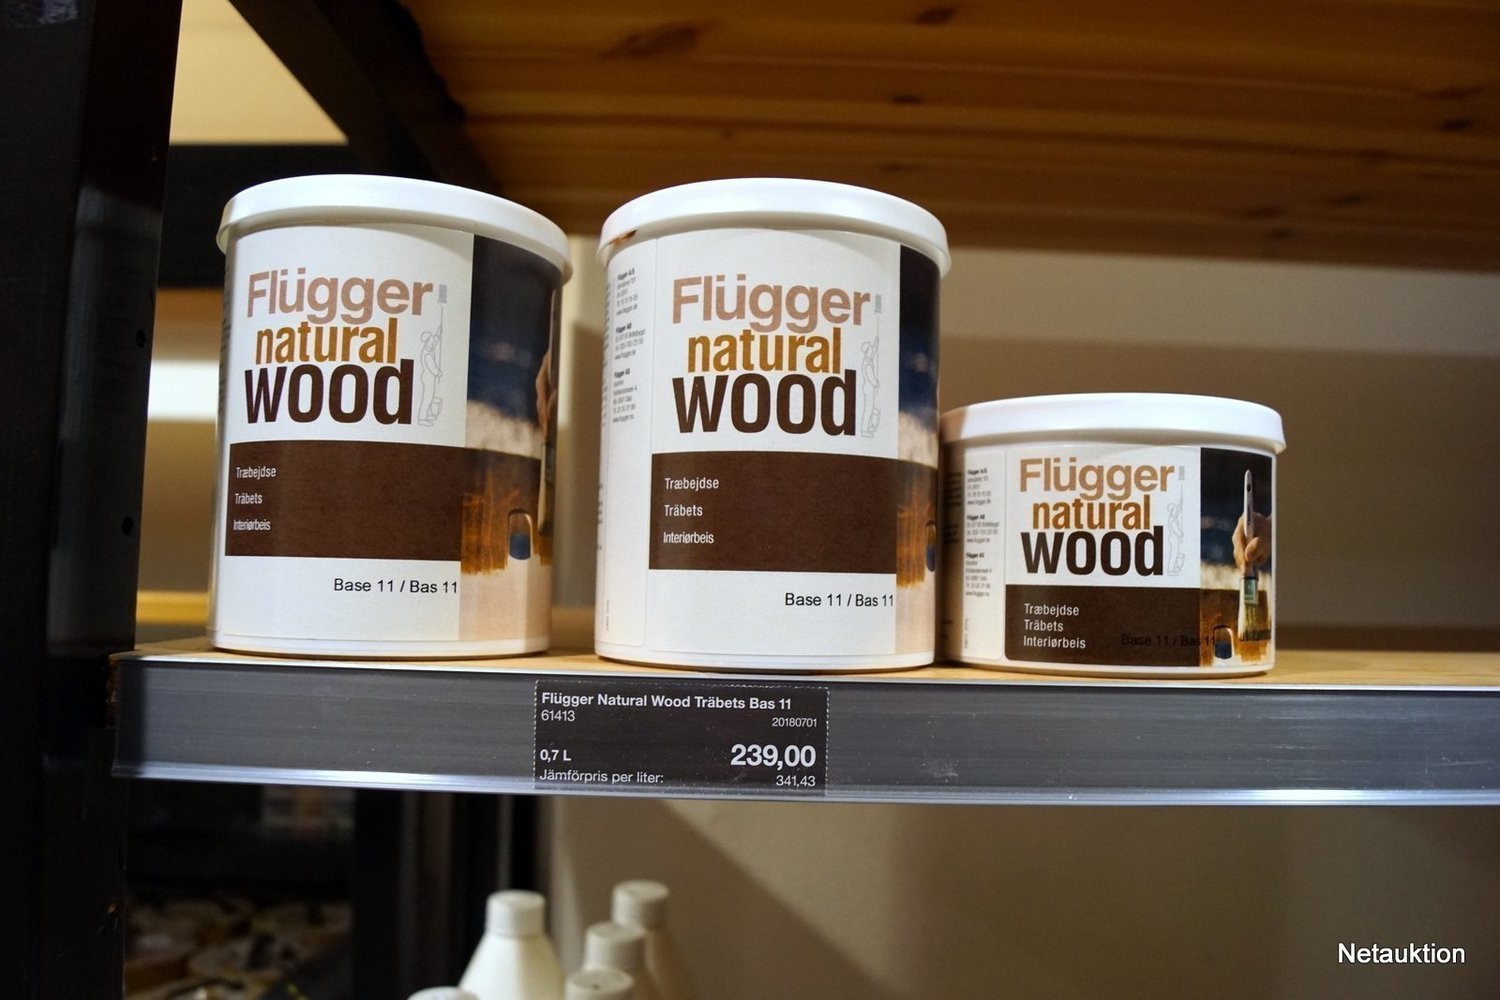 Flügger
natural
wood
Træbejdse
Träbets
Interiørbeis
Base 11 / Bas 11
Flügger
natural
wood
Træbejdse
Träbets
Interiørbeis
Base 11 / Bas 11
Flügger
natural
wood
Træbejdse
Träbets
Interiørbeis
Base 11 / Bas 11
Flügger Natural Wood Träbets Bas 11
61413
20180701
0,7 L
239,00
Jämförpris per liter:
341,43
Netauktion